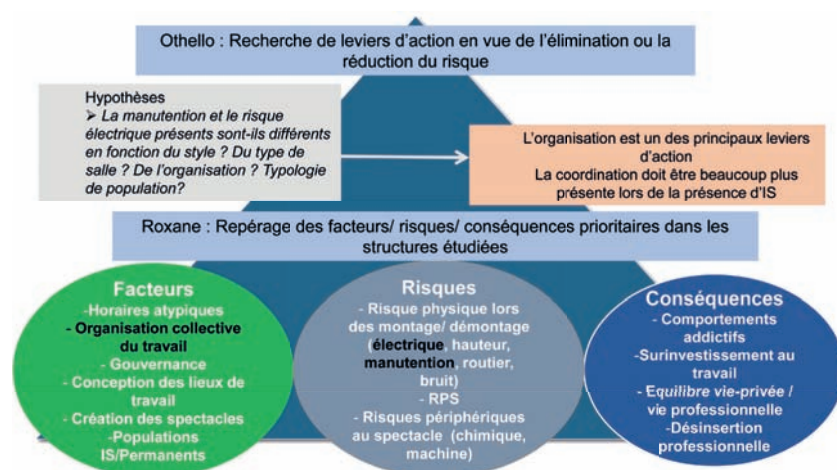 Othello : Recherche de leviers d'action en vue de l'élimination ou la
réduction du risque
Hypothèses
➢ La manutention et le risque
électrique présents sont-ils différents
en fonction du style ? Du type de
salle ? De l'organisation ? Typologie
de population?
L'organisation est un des principaux leviers
d'action
La coordination doit être beaucoup plus
présente lors de la présence d'IS
Roxane : Repérage des facteurs/ risques/ conséquences prioritaires dans les
structures étudiées
Facteurs
-Horaires atypiques
- Organisation collective
du travail
- Gouvernance
- Conception des lieux de
travail
- Création des spectacles
-Populations
IS/Permanents
Risques
- Risque physique lors
des montage/ démontage
(électrique, hauteur,
manutention, routier,
bruit)
- RPS
- Risques périphériques
au spectacle (chimique,
machine)
Conséquences
- Comportements
addictifs
-Surinvestissement au
travail
- Equilibre vie-privée /
vie professionnelle
-Désinsertion
professionnelle